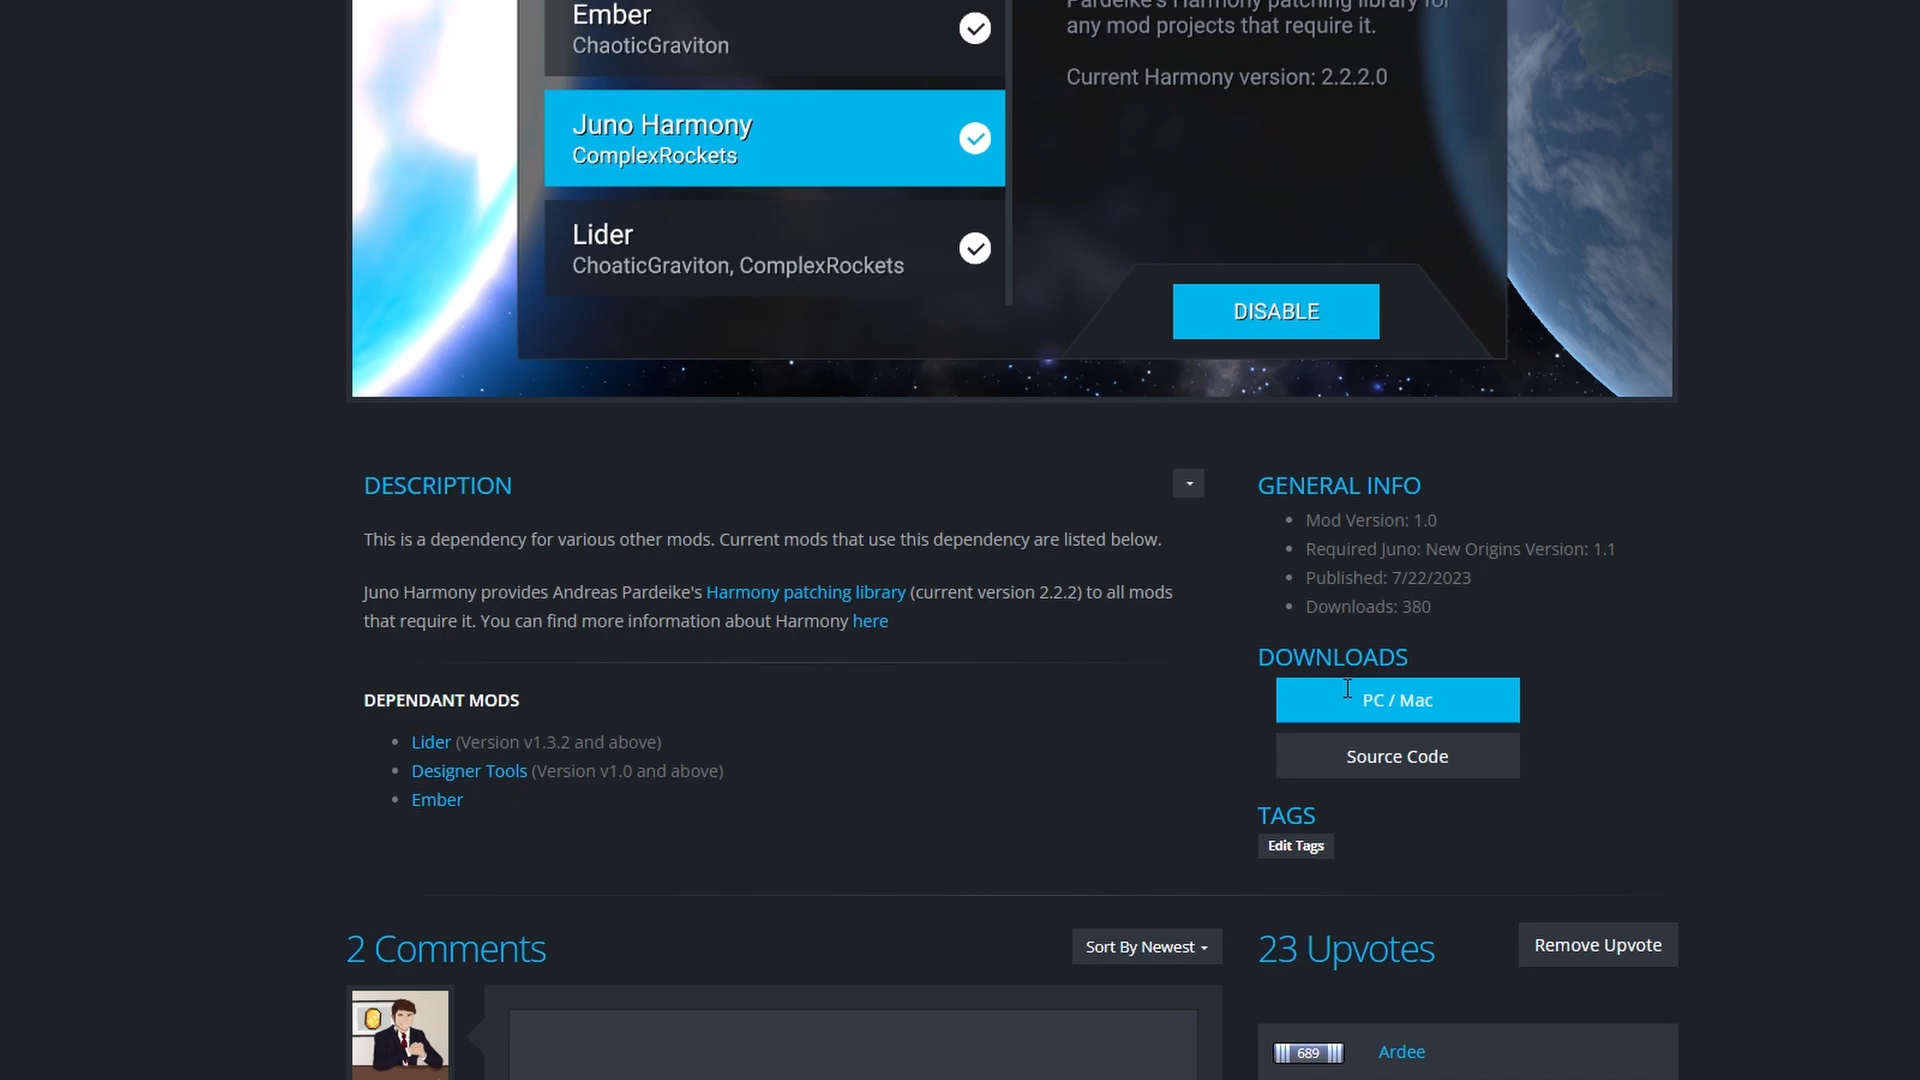 Ember
ChaoticGraviton
Juno Harmony
ComplexRockets
Lider
ChoaticGraviton, ComplexRockets
Pardeike's Harmony patching library for
any mod projects that require it.
Current Harmony version: 2.2.2.0
DISABLE
DESCRIPTION
This is a dependency for various other mods. Current mods that use this dependency are listed below.
Juno Harmony provides Andreas Pardeike's Harmony patching library (current version 2.2.2) to all mods
that require it. You can find more information about Harmony here
DEPENDANT MODS
Lider (Version v1.3.2 and above)
Designer Tools (Version v1.0 and above)
Ember
GENERAL INFO
Mod Version: 1.0
Required Juno: New Origins Version: 1.1
Published: 7/22/2023
Downloads: 380
DOWNLOADS
PC / Mac
Source Code
TAGS
Edit Tags
2 Comments
Sort By Newest
23 Upvotes
Remove Upvote
689
Ardee